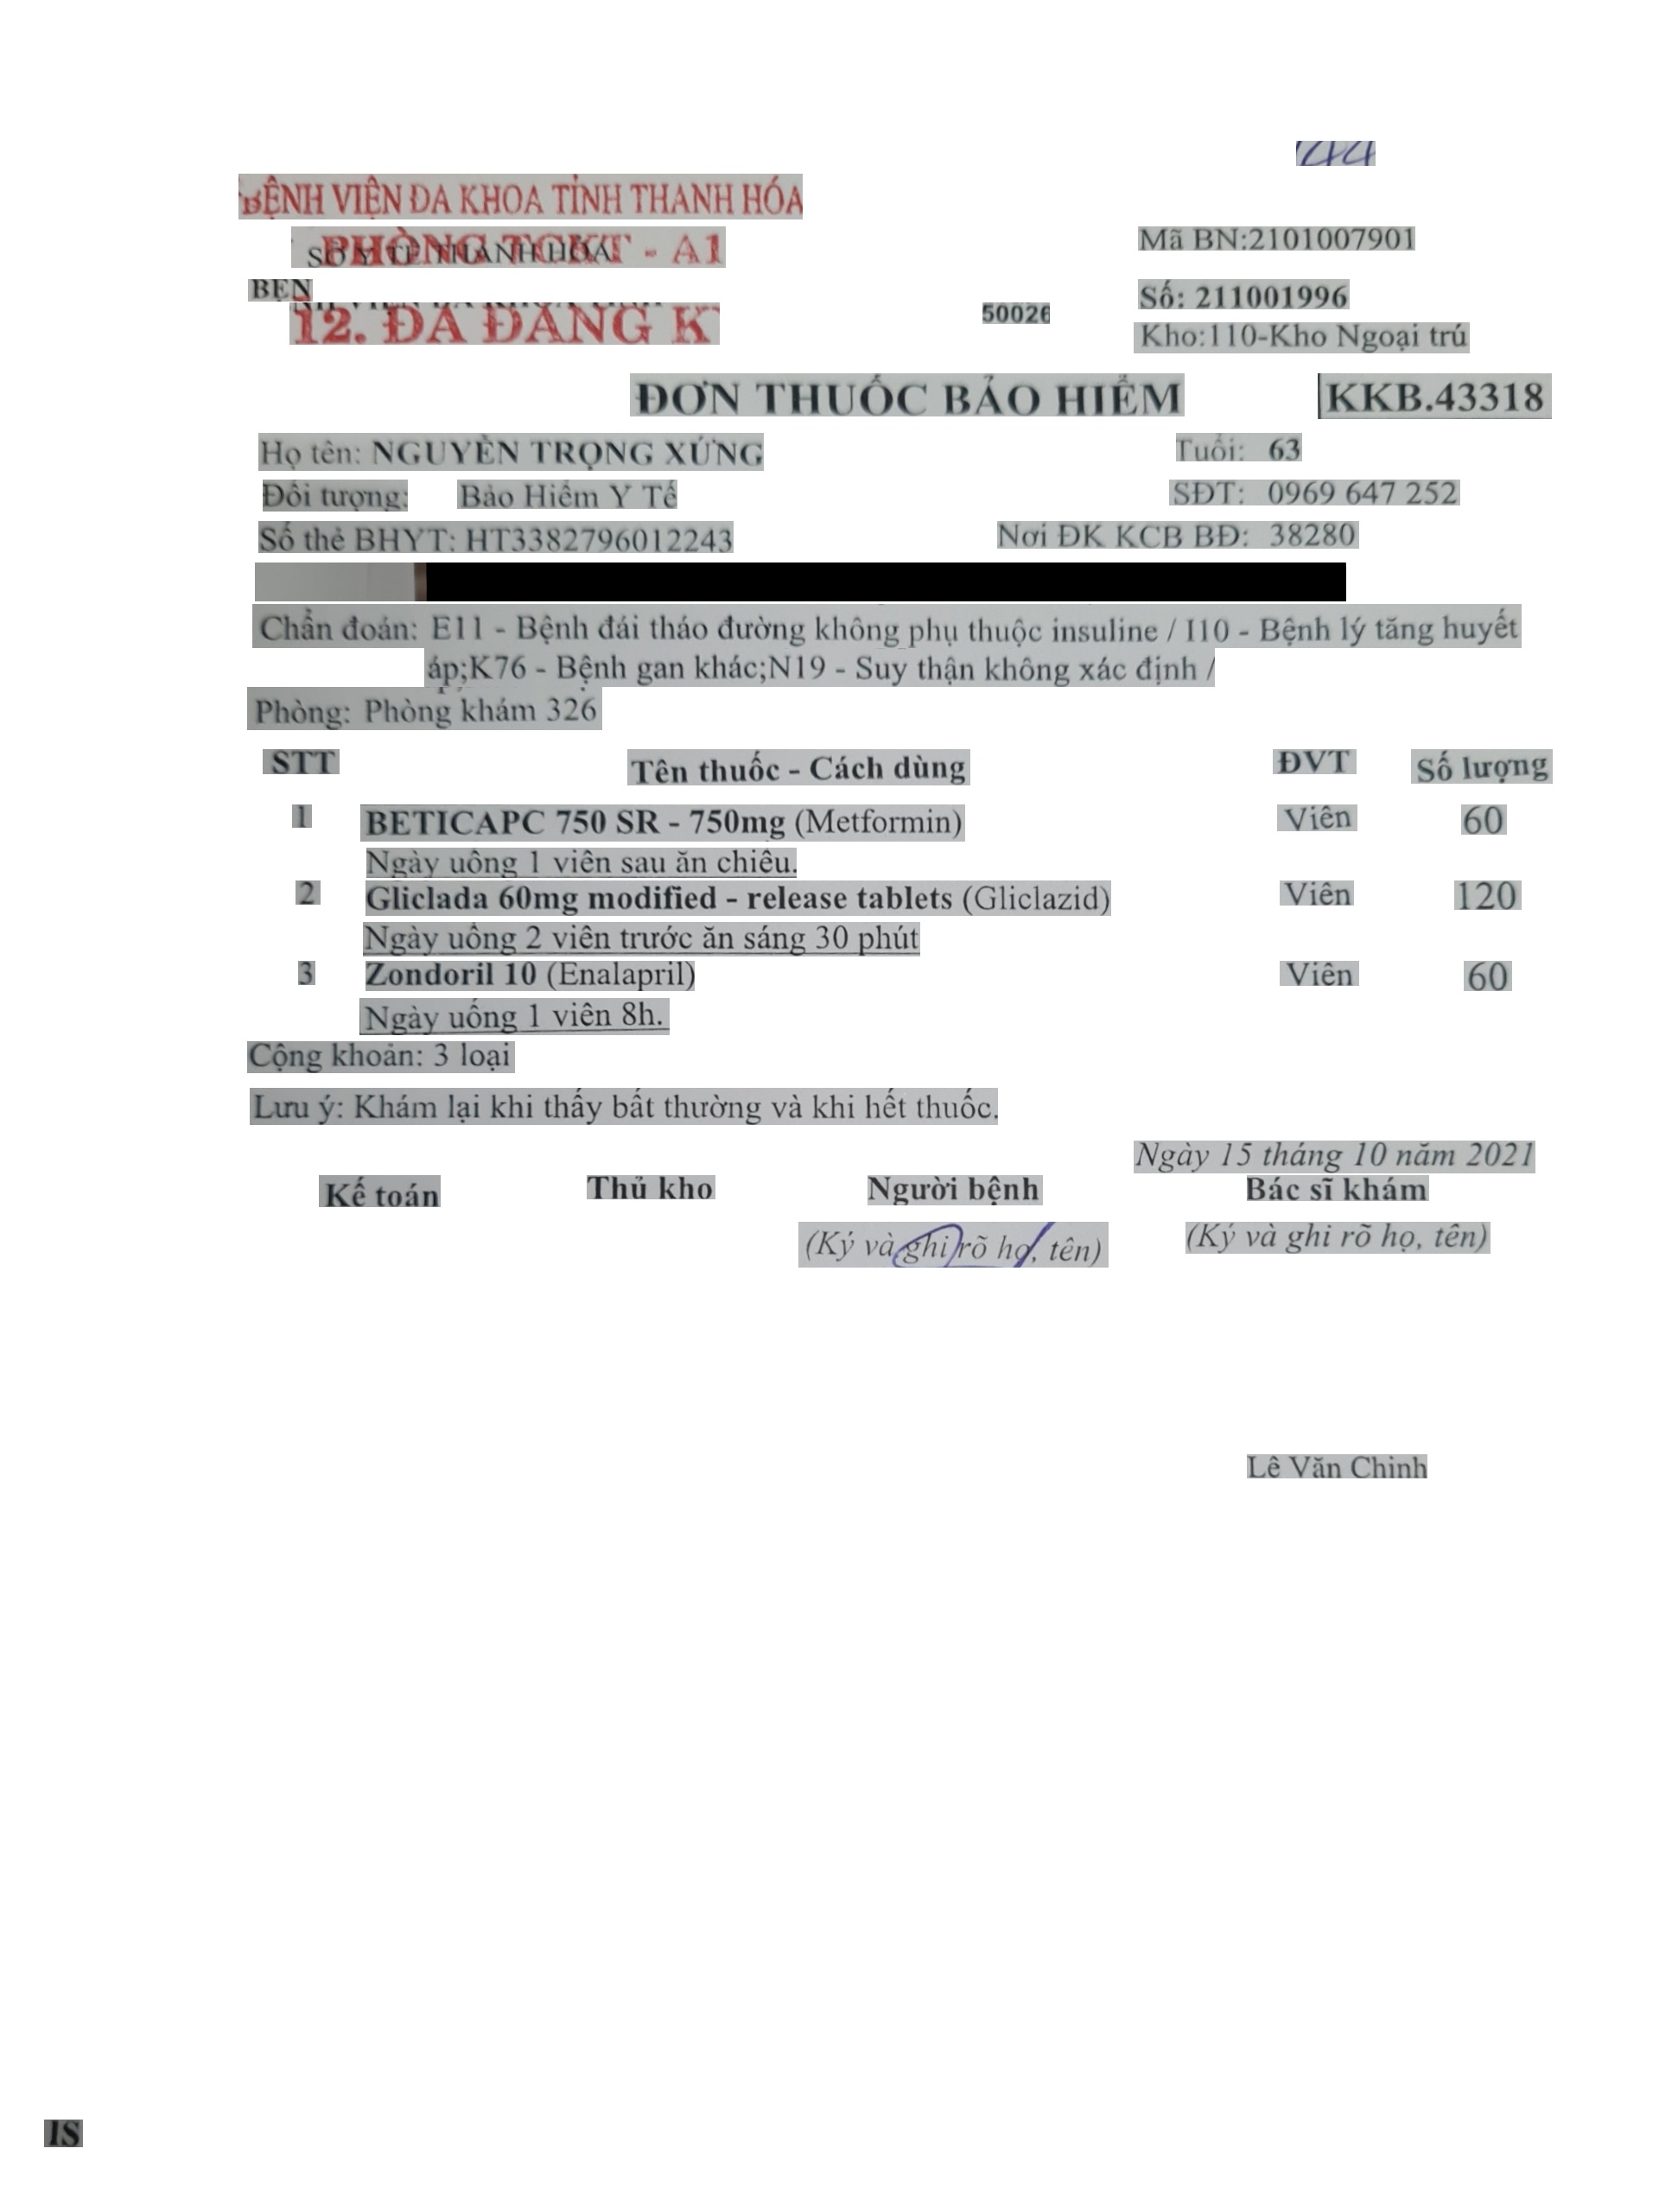 44
BỆNH VIỆN ĐA KHOA TỈNH THANH HÓA
PHÒNG TCKT - A1
SỞ Y TẾ THANH HÓA
Mã BN:2101007901
BỆN
Số: 211001996
12. ĐÃ ĐĂNG K
50026
Kho:110-Kho Ngoại trú
ĐƠN THUỐC BẢO HIỂM
KKB.43318
Họ tên: NGUYỄN TRỌNG XỨNG
Tuổi: 63
Đối tượng: Bảo Hiểm Y Tế
SĐT: 0969 647 252
Số thẻ BHYT: HT3382796012243
Nơi ĐK KCB BĐ: 38280
Chẩn đoán: E11 - Bệnh đái tháo đường không phụ thuộc insuline / I10 - Bệnh lý tăng huyết
áp;K76 - Bệnh gan khác;N19 - Suy thận không xác định /
Phòng: Phòng khám 326
STT Tên thuốc - Cách dùng ĐVT Số lượng
1 BETICAPC 750 SR - 750mg (Metformin) Viên 60
Ngày uống 1 viên sau ăn chiều.
2 Gliclada 60mg modified - release tablets (Gliclazid) Viên 120
Ngày uống 2 viên trước ăn sáng 30 phút
3 Zondoril 10 (Enalapril) Viên 60
Ngày uống 1 viên 8h.
Cộng khoản: 3 loại
Lưu ý: Khám lại khi thấy bất thường và khi hết thuốc.
Ngày 15 tháng 10 năm 2021
Kế toán Thủ kho Người bệnh Bác sĩ khám
(Ký và ghi rõ họ, tên) (Ký và ghi rõ họ, tên)
Lê Văn Chinh
IS